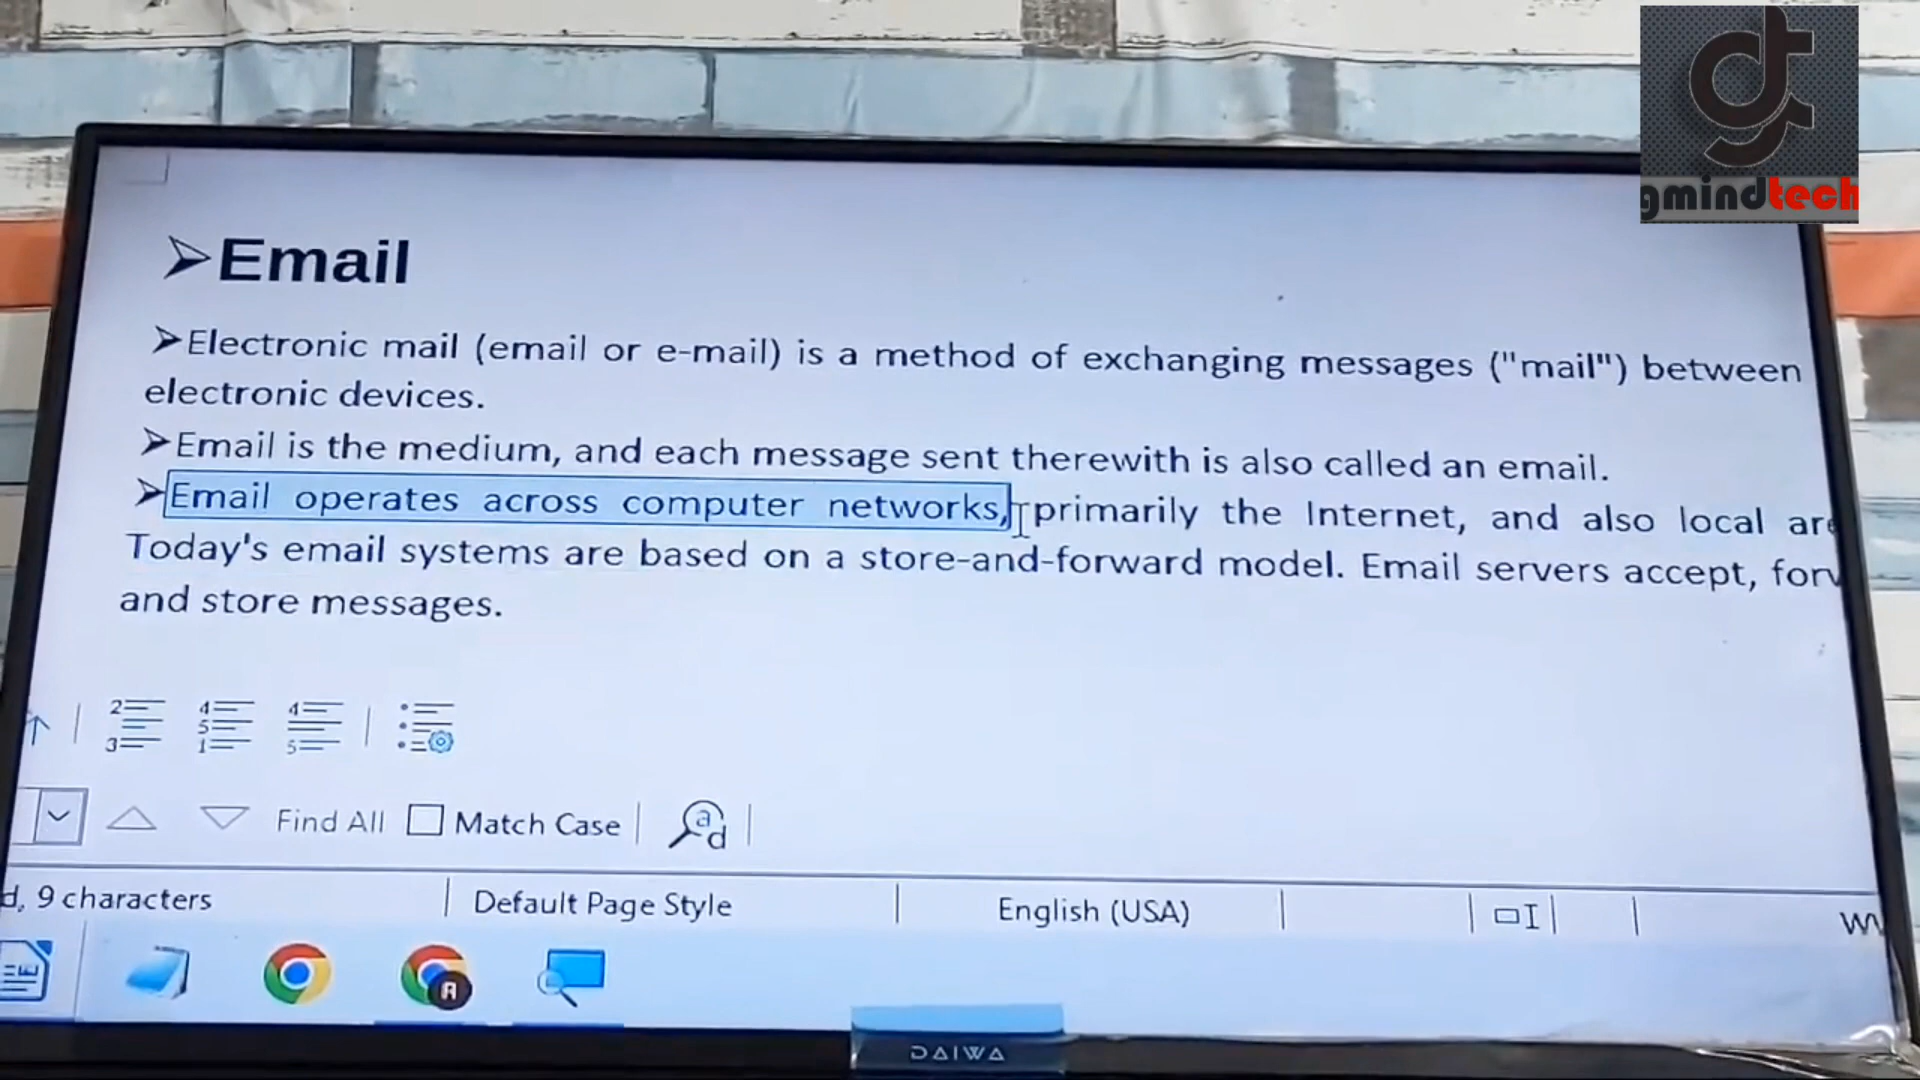 gmindtech
➢Email
➢Electronic mail (email or e-mail) is a method of exchanging messages ("mail") between
electronic devices.
➢Email is the medium, and each message sent therewith is also called an email.
➢Email operates across computer networks, primarily the Internet, and also local
Today's email systems are based on a store-and-forward model. Email servers accept,
and store messages.
Find All Match Case
9 characters Default Page Style English (USA)
DAIWA